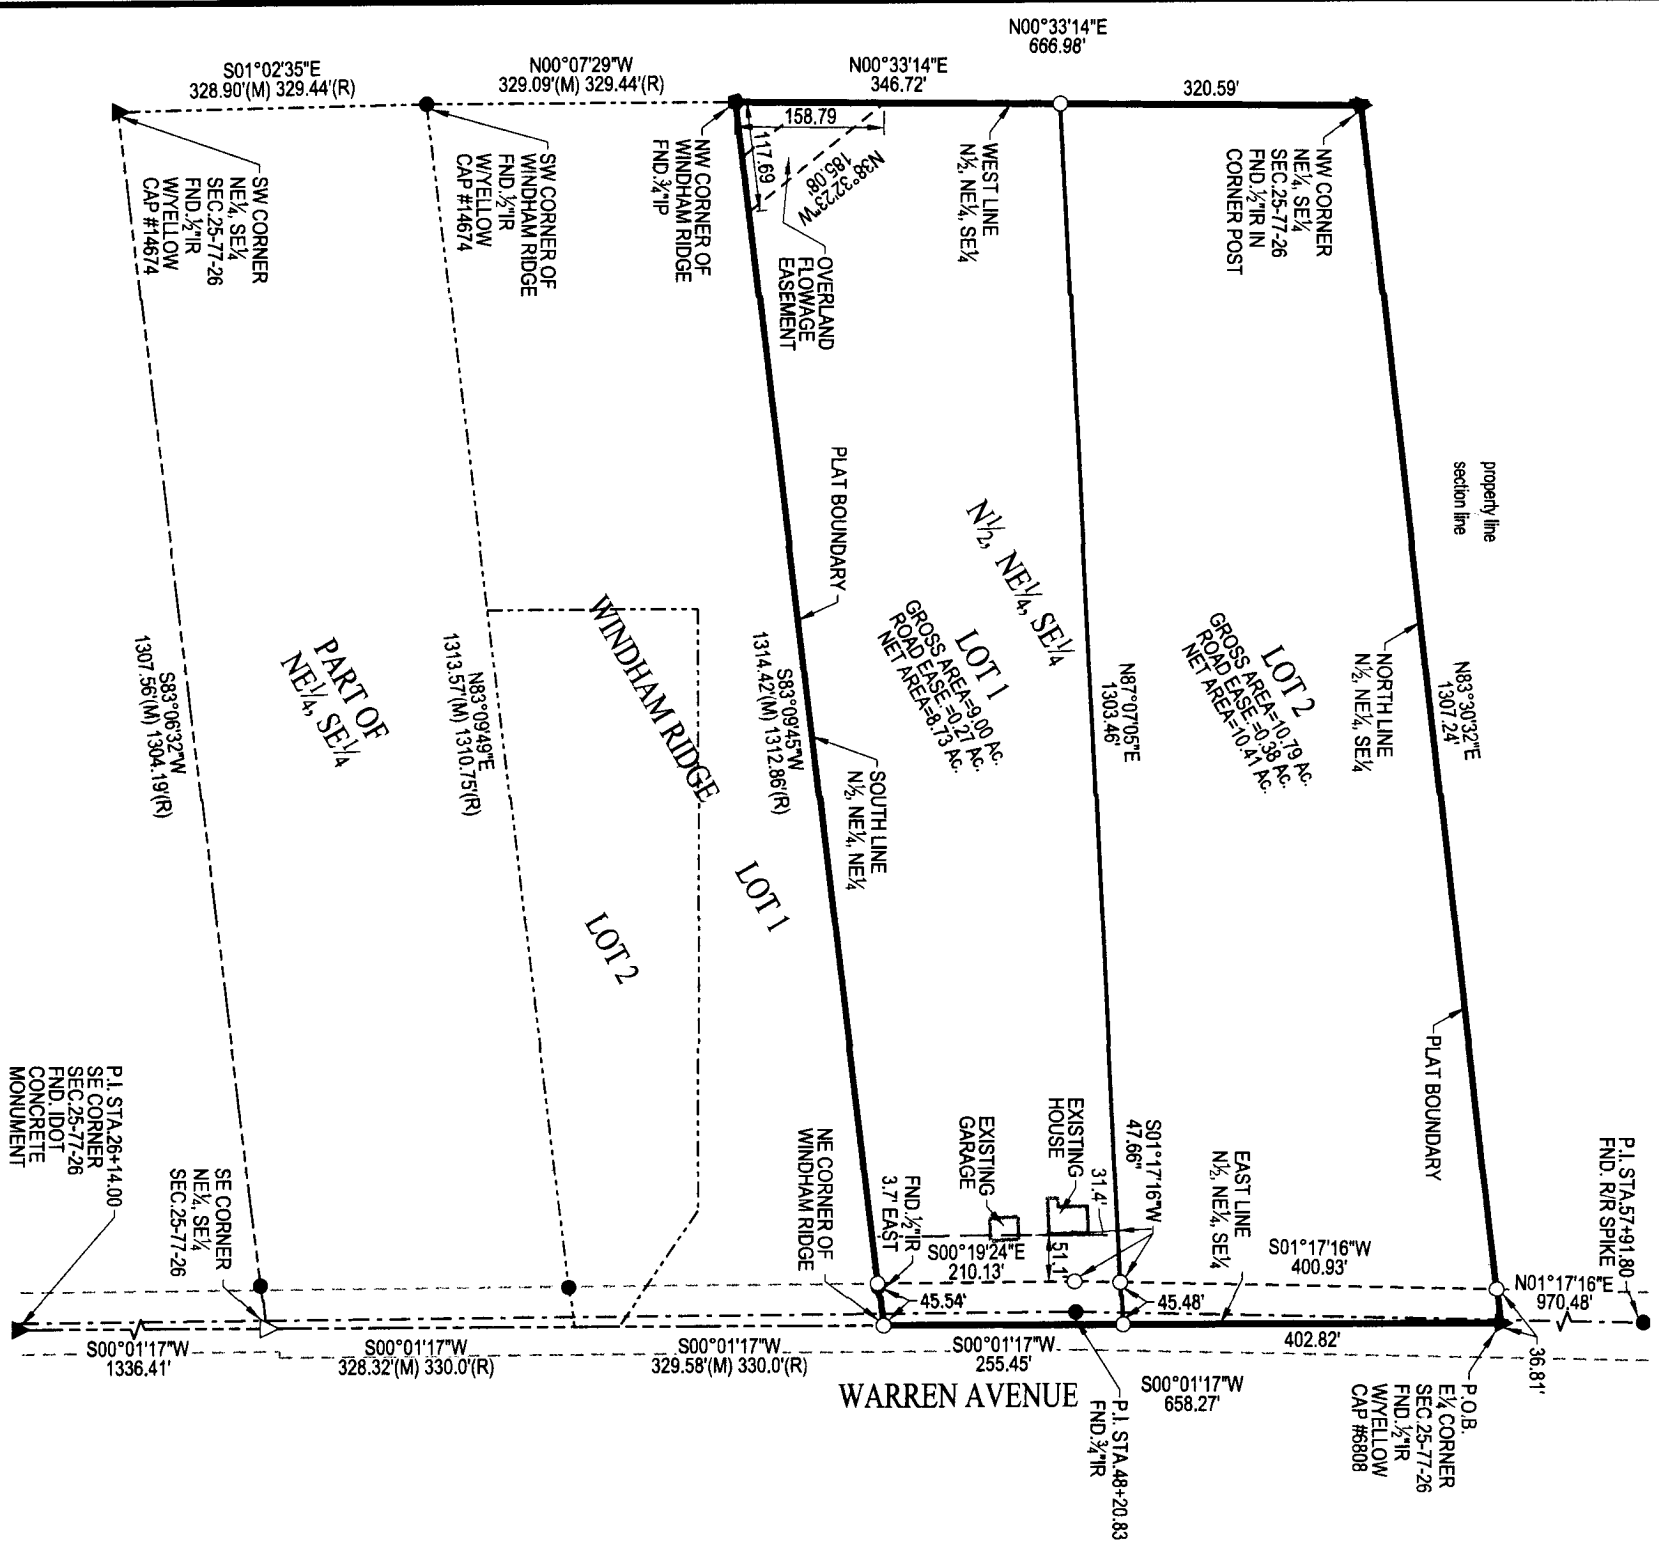 N00°33'14"E
666.98'
S01°02'35"E
328.90'(M) 329.44'(R)
N00°07'29"W
329.09'(M) 329.44'(R)
N00°33'14"E
346.72'
320.59'
158.79
117.69
N38°32'23"W
185.08'
OVERLAND
FLOWAGE
EASEMENT
SW CORNER
NE¼, SE¼
SEC.25-77-26
FND.½"IR
W/YELLOW
CAP #14674
SW CORNER OF
WINDHAM RIDGE
FND.½"IR
W/YELLOW
CAP #14674
NW CORNER OF
WINDHAM RIDGE
FND.¾"IP
WEST LINE
N½, NE¼, SE¼
NW CORNER
NE¼, SE¼
SEC.25-77-26
FND.½"IR IN
CORNER POST
property line
section line
PLAT BOUNDARY
N½, NE¼, SE¼
NORTH LINE
N½, NE¼, SE¼
N83°30'32"E
1307.24'
LOT 2
GROSS AREA=10.79 AC.
ROAD EASE.=0.38 AC.
NET AREA=10.41 AC.
N87°07'05"E
1303.46'
LOT 1
GROSS AREA=9.00 AC.
ROAD EASE.=0.27 AC.
NET AREA=8.73 AC.
S83°09'45"W
1314.42'(M) 1312.86'(R)
SOUTH LINE
N½, NE¼, NE¼
WINDHAM RIDGE
LOT 1
LOT 2
N83°09'49"E
1313.57'(M) 1310.75'(R)
PART OF
NE¼, SE¼
S83°06'32"W
1307.56'(M) 1304.19'(R)
PLAT BOUNDARY
P.I. STA.57+91.80
FND. R/R SPIKE
EAST LINE
N½, NE¼, SE¼
S01°17'16"W
47.66"
31.4'
EXISTING
HOUSE
EXISTING
GARAGE
51.1'
FND.½"IR
3.7' EAST
NE CORNER OF
WINDHAM RIDGE
S00°19'24"E
210.13'
S01°17'16"W
400.93'
N01°17'16"E
970.48'
45.54'
45.48'
36.81'
402.82'
SE CORNER
NE¼, SE¼
SEC.25-77-26
P.I. STA.26+14.00
SE CORNER
SEC.25-77-26
FND. IDOT
CONCRETE
MONUMENT
S00°01'17"W
1336.41'
S00°01'17"W
328.32'(M) 330.0'(R)
S00°01'17"W
329.58'(M) 330.0'(R)
S00°01'17"W
255.45'
S00°01'17"W
658.27'
WARREN AVENUE
P.I. STA.48+20.83
FND.¾"IR
P.O.B.
E¼ CORNER
SEC.25-77-26
FND.½"IR
W/YELLOW
CAP #6808